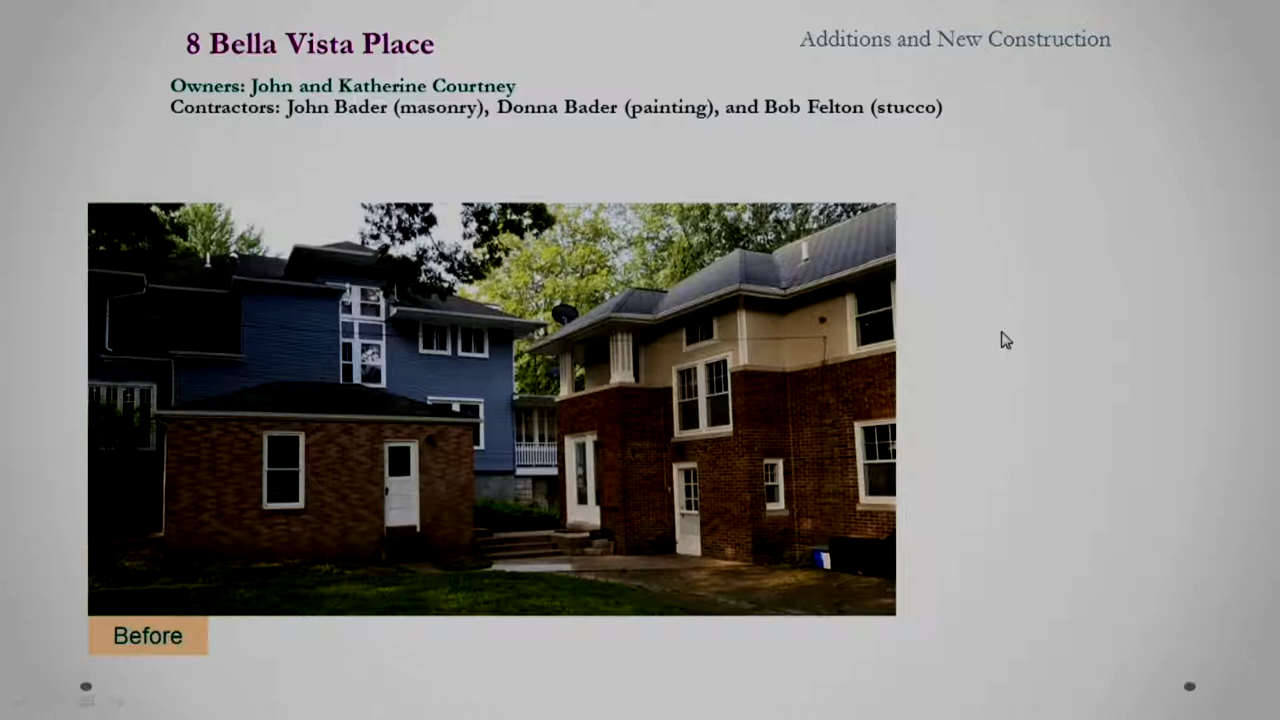 8 Bella Vista Place
Additions and New Construction
Owners: John and Katherine Courtney
Contractors: John Bader (masonry), Donna Bader (painting), and Bob Felton (stucco)
Before